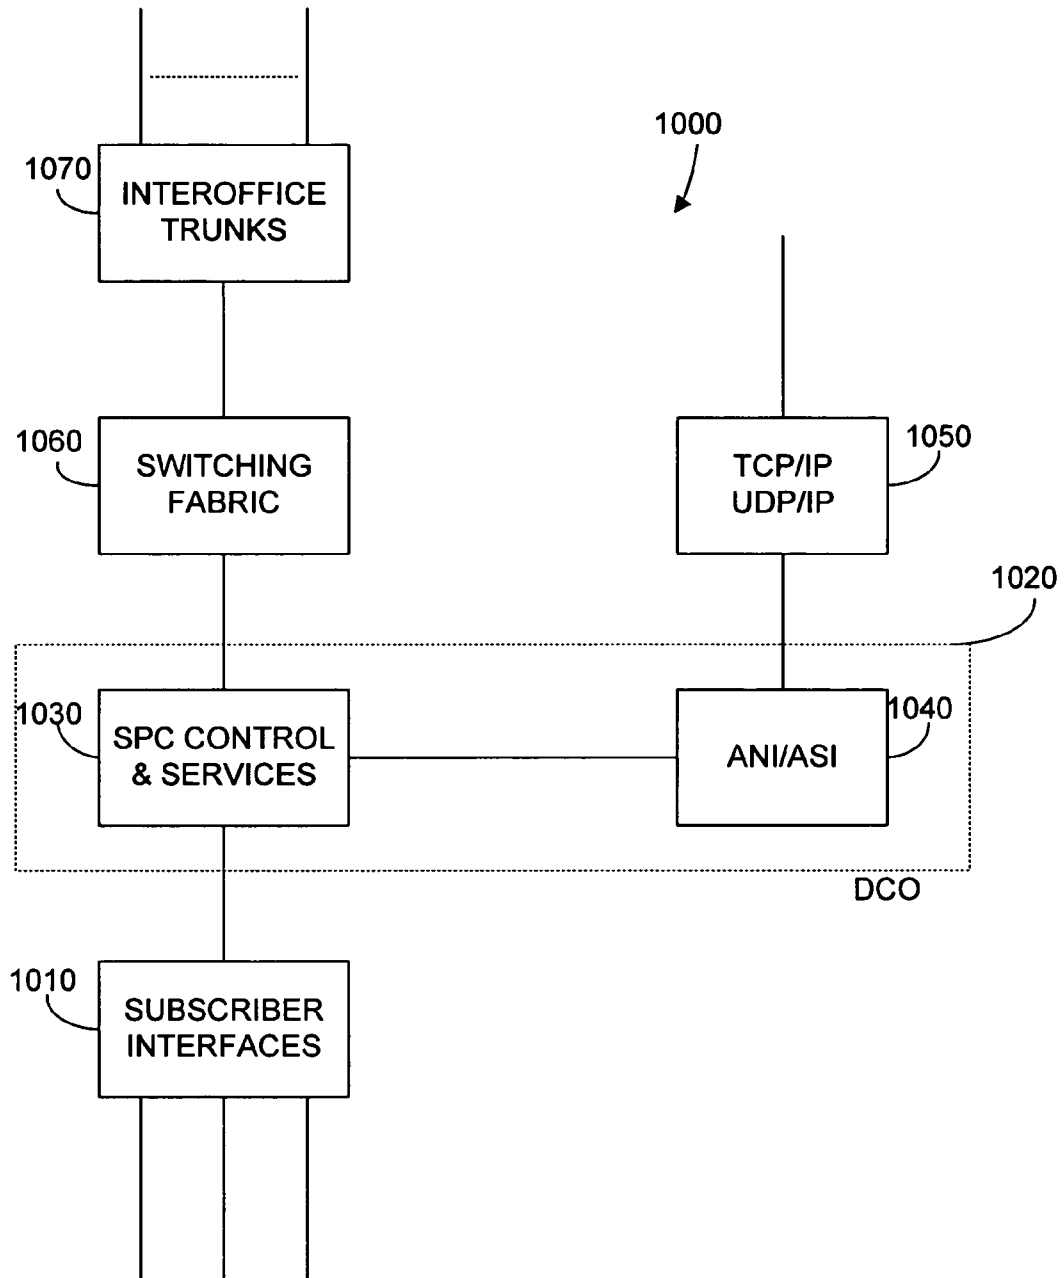 1000
1070
INTEROFFICE
TRUNKS
1060
SWITCHING
FABRIC
TCP/IP
UDP/IP
1050
1020
1030
SPC CONTROL
& SERVICES
ANI/ASI
1040
DCO
1010
SUBSCRIBER
INTERFACES